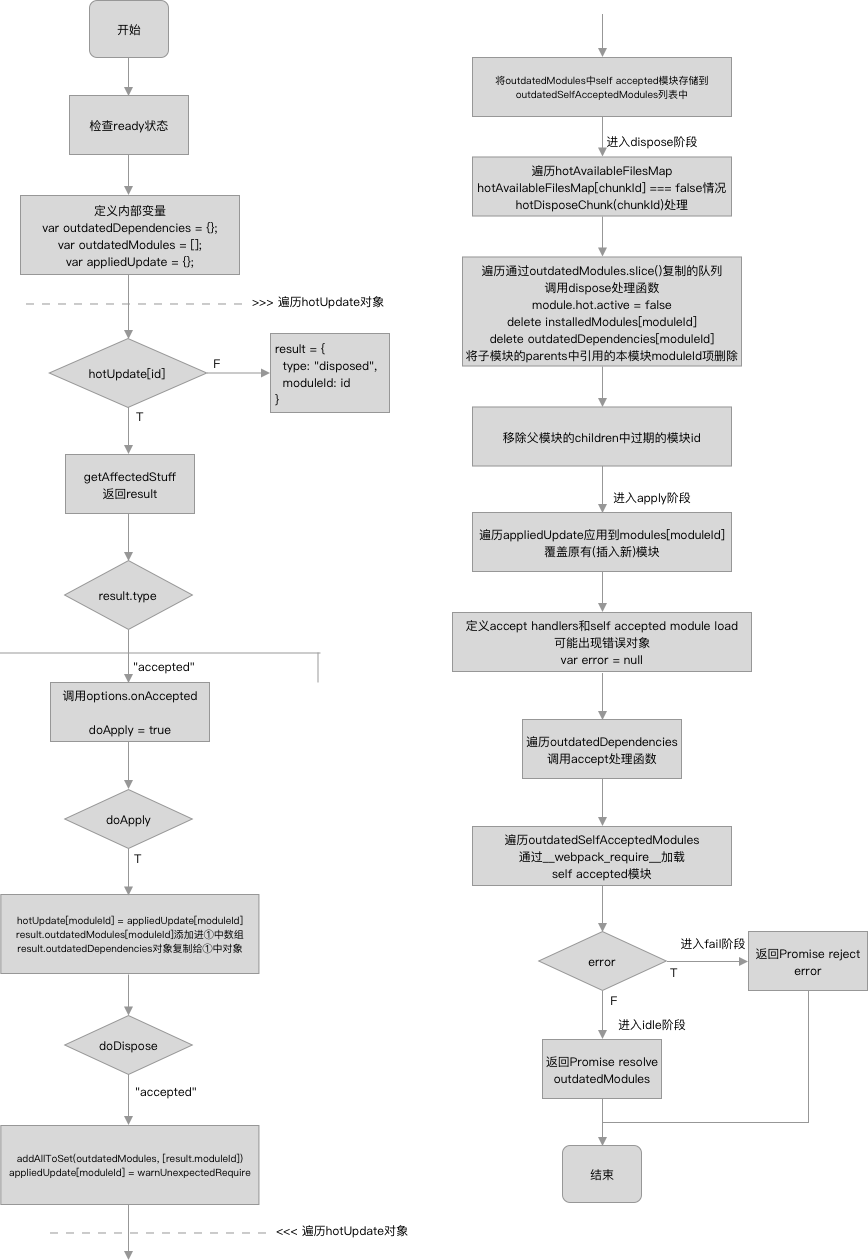 开始
检查ready状态
定义内部变量
var outdatedDependencies = {};
var outdatedModules = [];
var appliedUpdate = {};
>>> 遍历hotUpdate对象
hotUpdate[id]
F
result = {
type: "disposed",
moduleId: id
}
T
getAffectedStuff
返回result
result.type
"accepted"
调用options.onAccepted
doApply = true
doApply
T
hotUpdate[moduleId] = appliedUpdate[moduleId]
result.outdatedModules[moduleId]添加进①中数组
result.outdatedDependencies对象复制给①中对象
doDispose
"accepted"
addAllToSet(outdatedModules, [result.moduleId])
appliedUpdate[moduleId] = warnUnexpectedRequire
<<< 遍历hotUpdate对象
将outdatedModules中self accepted模块存储到
outdatedSelfAcceptedModules列表中
进入dispose阶段
遍历hotAvailableFilesMap
hotAvailableFilesMap[chunkId] === false情况
hotDisposeChunk(chunkId)处理
遍历通过outdatedModules.slice()复制的队列
调用dispose处理函数
module.hot.active = false
delete installedModules[moduleId]
delete outdatedDependencies[moduleId]
将子模块的parents中引用的本模块moduleId项删除
移除父模块的children中过期的模块id
进入apply阶段
遍历appliedUpdate应用到modules[moduleId]
覆盖原有(插入新)模块
定义accept handlers和self accepted module load
可能出现错误对象
var error = null
遍历outdatedDependencies
调用accept处理函数
遍历outdatedSelfAcceptedModules
通过__webpack_require__加载
self accepted模块
error
进入fail阶段
T
返回Promise reject
error
F
进入idle阶段
返回Promise resolve
outdatedModules
结束